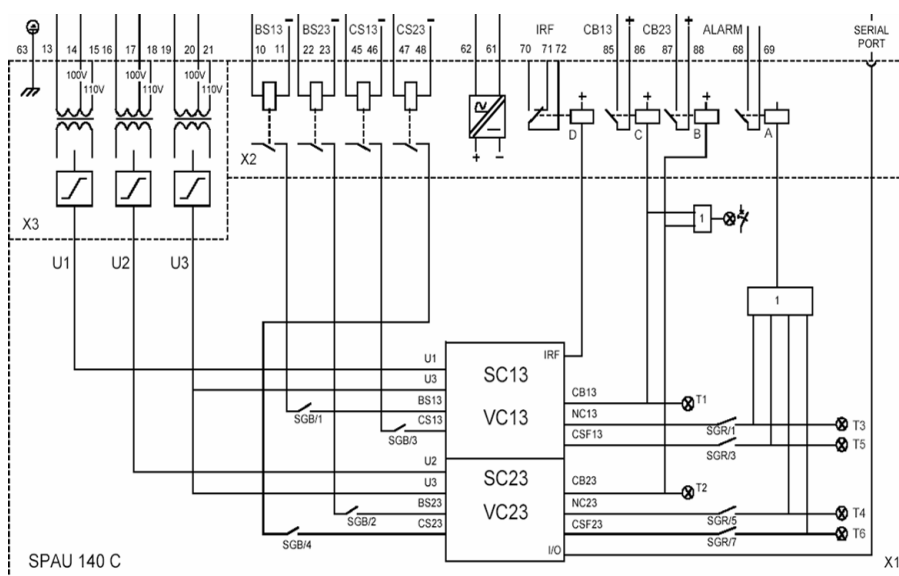 BS13 BS23 CS13 CS23 IRF CB13 CB23 ALARM SERIAL PORT
63 13 14 15 16 17 18 19 20 21 10 11 22 23 45 46 47 48 62 61 70 71 72 85 86 87 88 68 69
100V 100V 100V
110V 110V 110V
D C B A
X2
1
X3
U1 U2 U3
1
U1 IRF
SC13
U3
BS13 VC13 CB13 T1
SGB/1 CS13 NC13 SGR/1 T3
SGB/3 CSF13 SGR/3 T5
U2
SC23
U3 CB23 T2
BS23 VC23 NC23 SGR/5 T4
SGB/2 CS23 CSF23 SGR/7 T6
SGB/4 I/O
SPAU 140 C X1